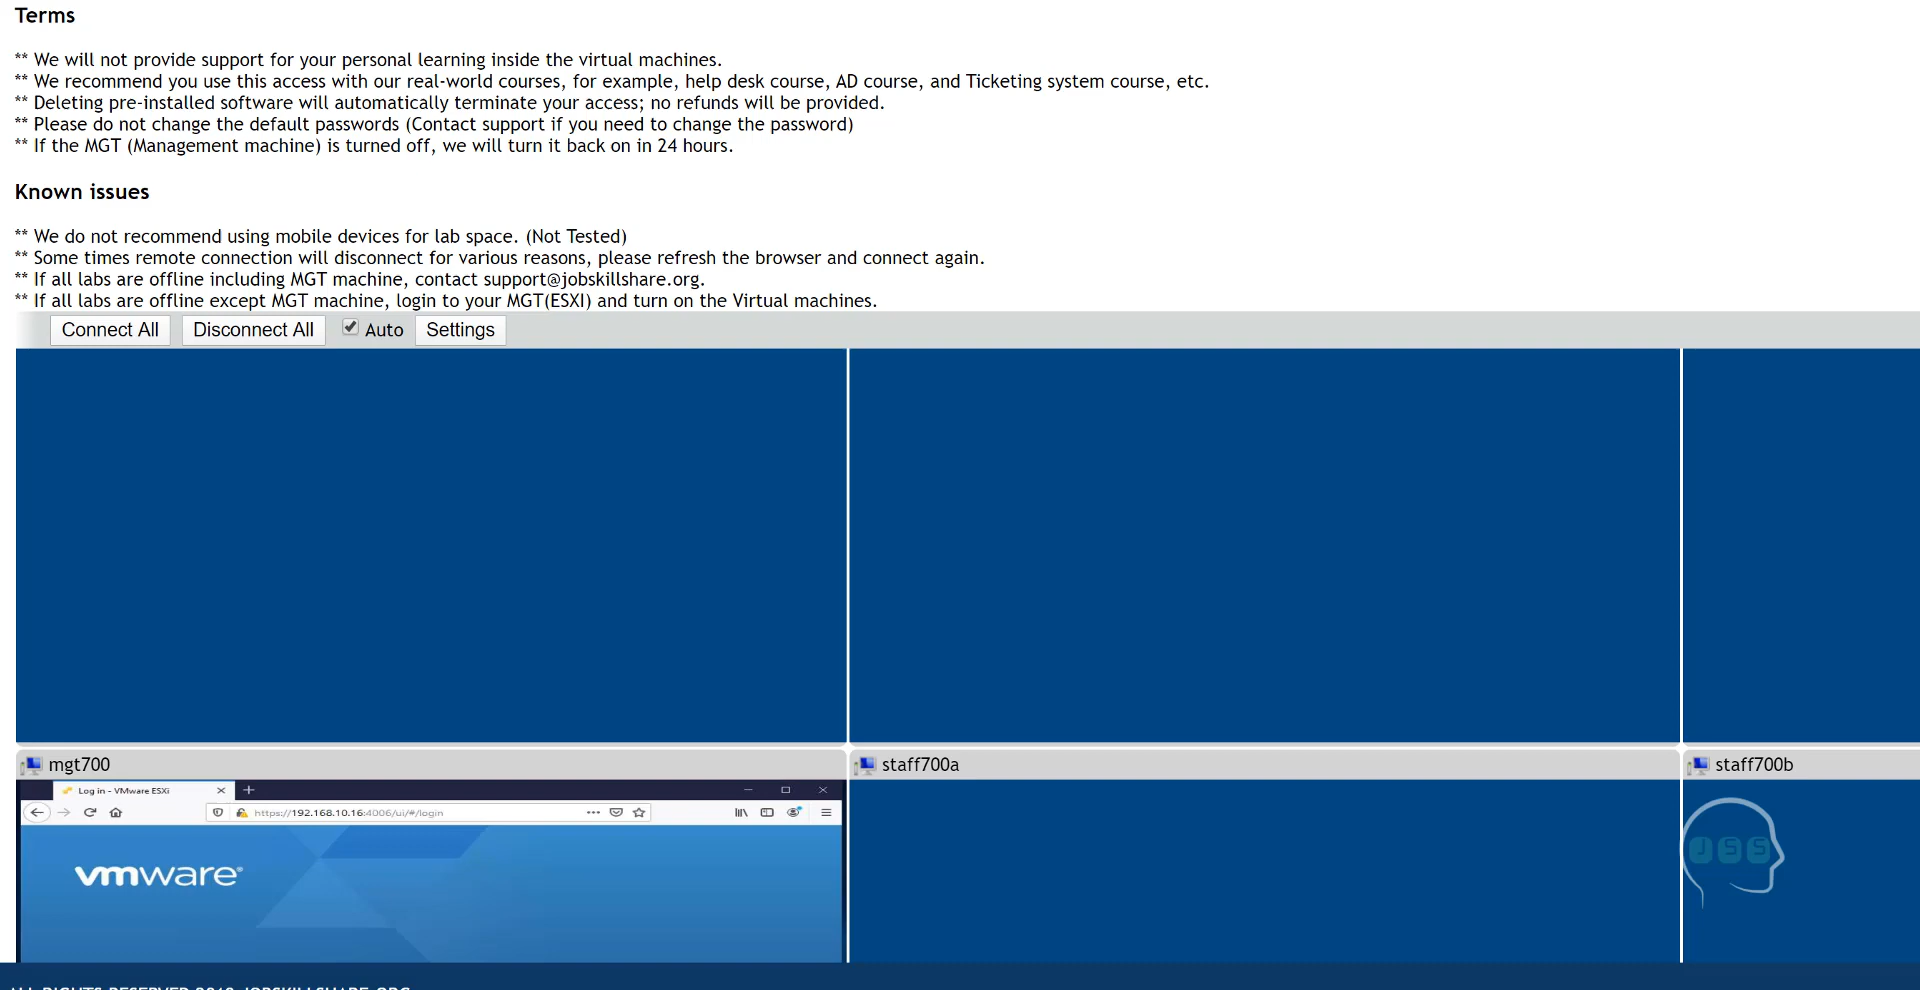 Terms
** We will not provide support for your personal learning inside the virtual machines.
** We recommend you use this access with our real-world courses, for example, help desk course, AD course, and Ticketing system course, etc.
** Deleting pre-installed software will automatically terminate your access; no refunds will be provided.
** Please do not change the default passwords (Contact support if you need to change the password)
** If the MGT (Management machine) is turned off, we will turn it back on in 24 hours.
Known issues
** We do not recommend using mobile devices for lab space. (Not Tested)
** Some times remote connection will disconnect for various reasons, please refresh the browser and connect again.
** If all labs are offline including MGT machine, contact support@jobskillshare.org.
** If all labs are offline except MGT machine, login to your MGT(ESXI) and turn on the Virtual machines.
Connect All Disconnect All Auto Settings
mgt700 staff700a staff700b
Log in - VMware ESXi
https://192.168.10.16:4006/ui/#/login
vmware
JSS
ALL RIGHTS RESERVED 2019 JOBSKILLSHARE.ORG